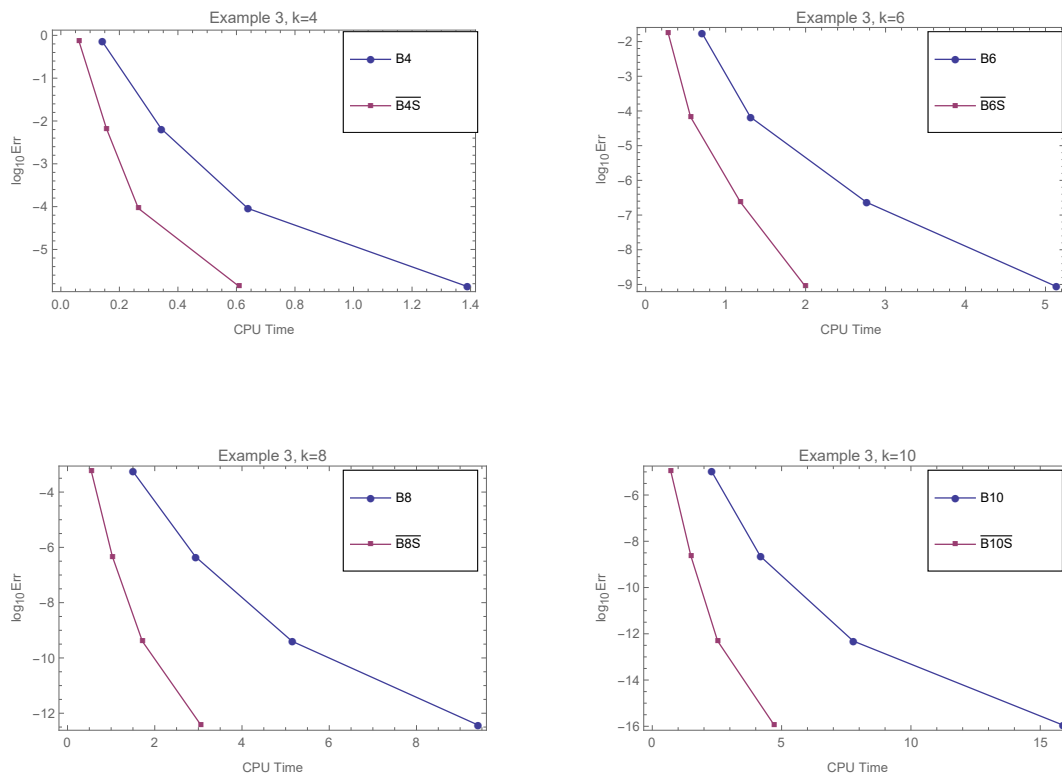 Example 3, k=4
B4
B4S
0
−1
−2
−3
−4
−5
log10Err
0.0 0.2 0.4 0.6 0.8 1.0 1.2 1.4
CPU Time
Example 3, k=6
B6
B6S
−2
−3
−4
−5
−6
−7
−8
−9
log10Err
0 1 2 3 4 5
CPU Time
Example 3, k=8
B8
B8S
−4
−6
−8
−10
−12
log10Err
0 2 4 6 8
CPU Time
Example 3, k=10
B10
B10S
−6
−8
−10
−12
−14
−16
log10Err
0 5 10 15
CPU Time